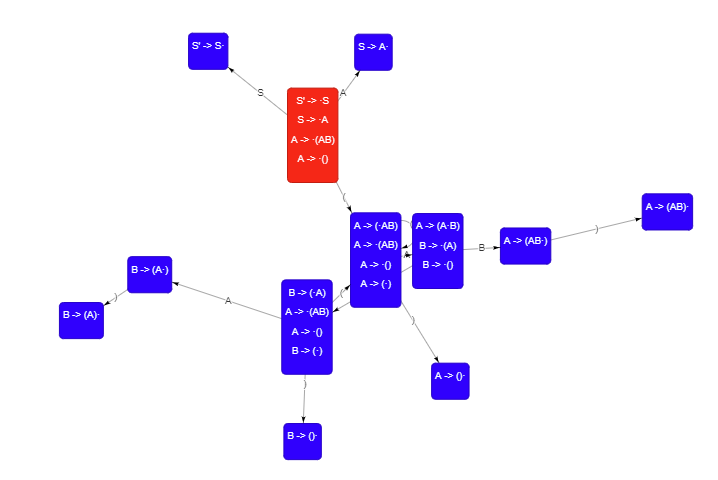 S' -> S·
S -> A·
S
A
S' -> ·S
S -> ·A
A -> ·(AB)
A -> ·()
(
A -> (·AB)
A -> ·(AB)
A -> ·()
A -> (·)
(
A
A -> (A·B)
B -> ·(A)
B -> ·()
B
A -> (AB·)
)
A -> (AB)·
B -> (A·)
)
B -> (A)·
A
B -> (·A)
A -> ·(AB)
A -> ·()
B -> (·)
(
)
A -> ()·
)
B -> ()·